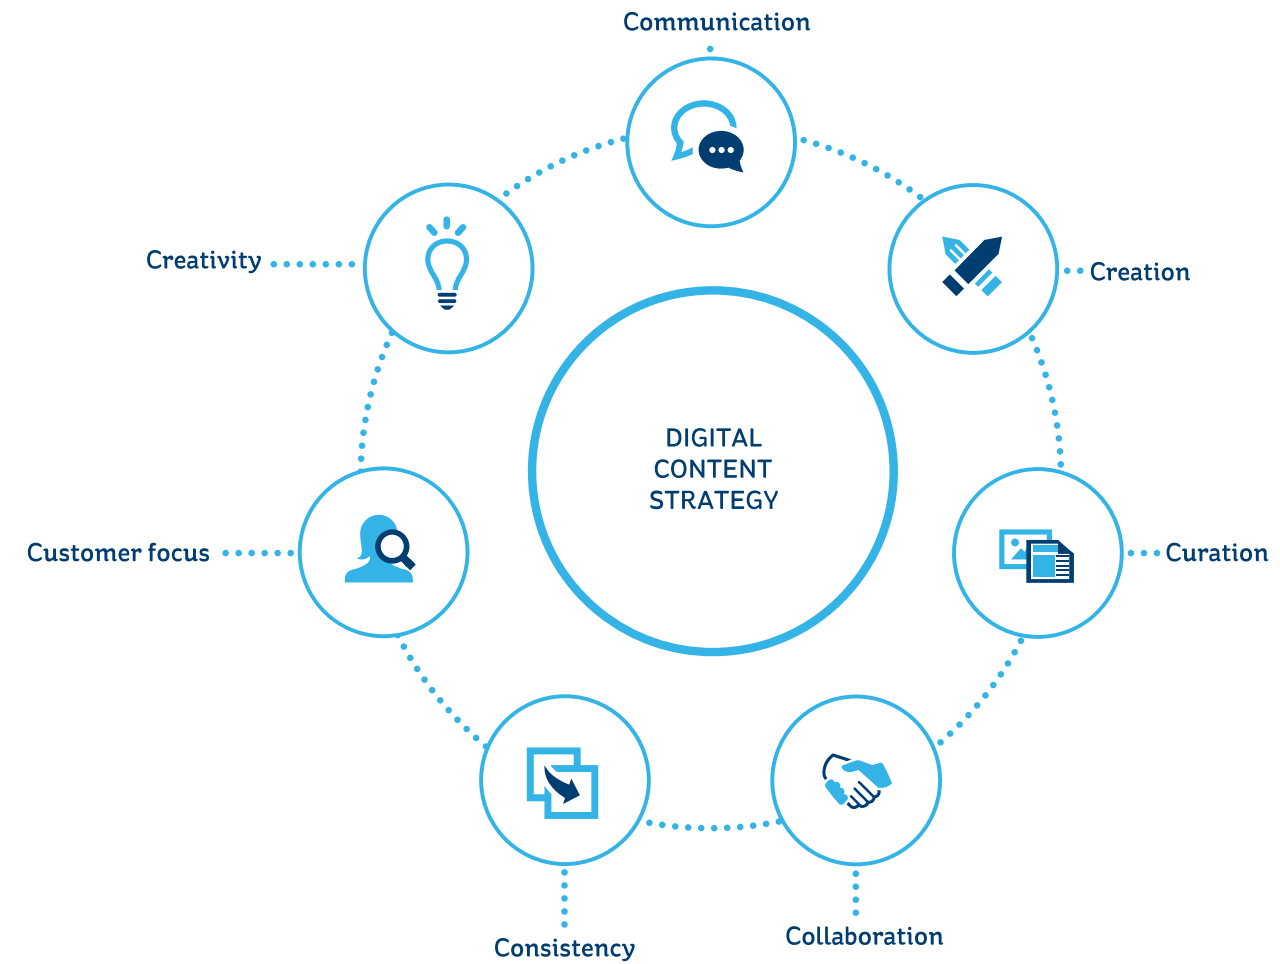 Communication
Creativity
Creation
DIGITAL
CONTENT
STRATEGY
Customer focus
Curation
Collaboration
Consistency